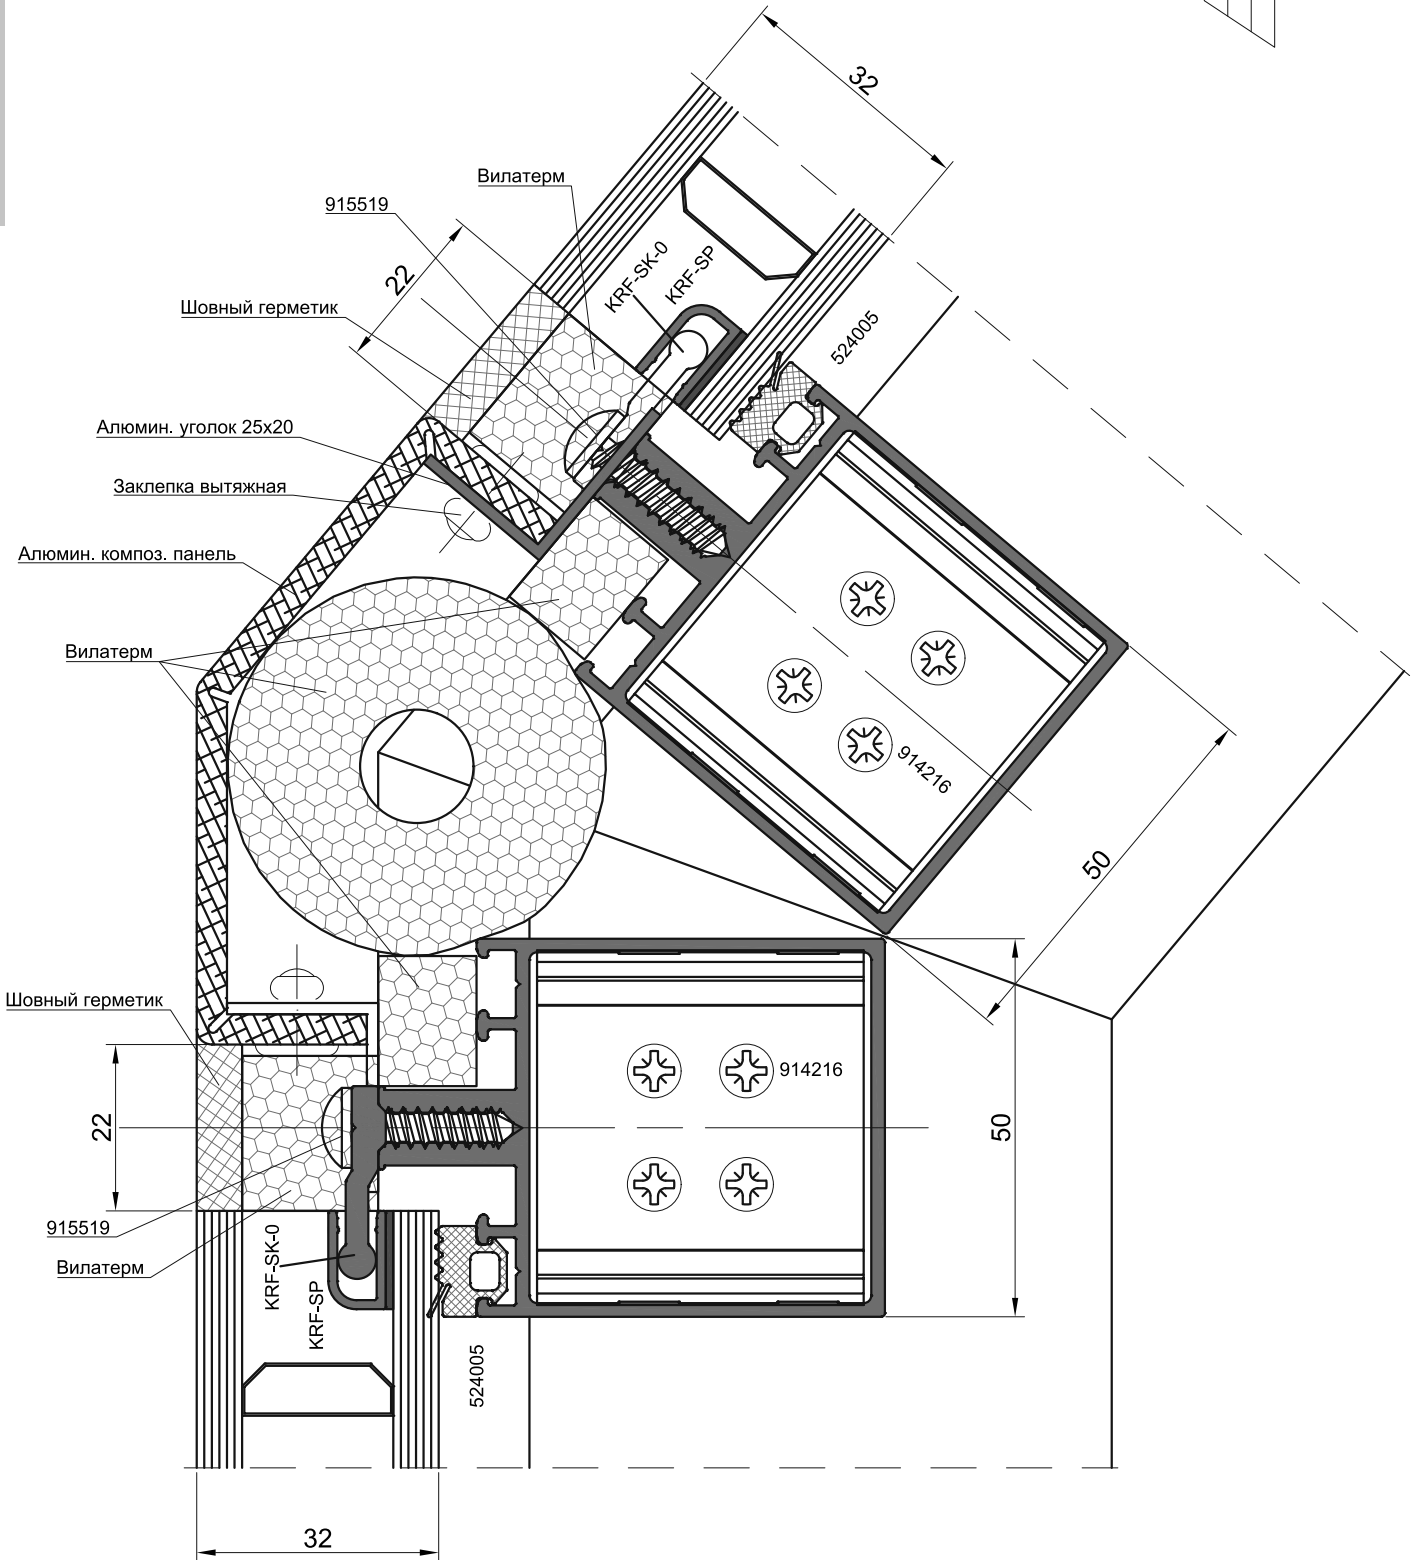 32
Вилатерм
915519
KRF-SK-0
KRF-SP
22
Шовный герметик
524005
Алюмин. уголок 25х20
Заклепка вытяжная
Алюмин. композ. панель
Вилатерм
914216
50
Шовный герметик
914216
22
50
915519
KRF-SK-0
Вилатерм
KRF-SP
524005
32